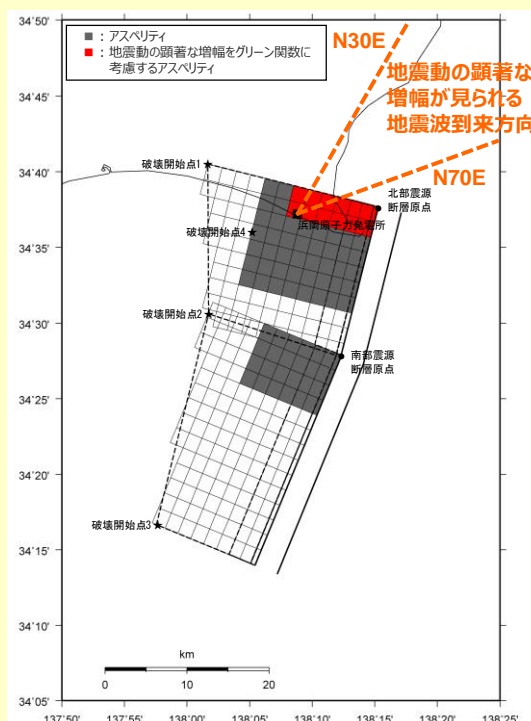 ■ : アスペリティ
■ : 地震動の顕著な増幅をグリーン関数に
考慮するアスペリティ
N30E
地震動の顕著な
増幅が見られる
地震波到来方向
N70E
34˚50'
34˚45'
34˚40'
34˚35'
34˚30'
34˚25'
34˚20'
34˚15'
34˚10'
34˚05'
破壊開始点1
北部震源
断層原点
浜岡原子力発電所
破壊開始点4
破壊開始点2
南部震源
断層原点
破壊開始点3
km
0 10 20
137˚50' 137˚55' 138˚00' 138˚05' 138˚10' 138˚15' 138˚20' 138˚25'